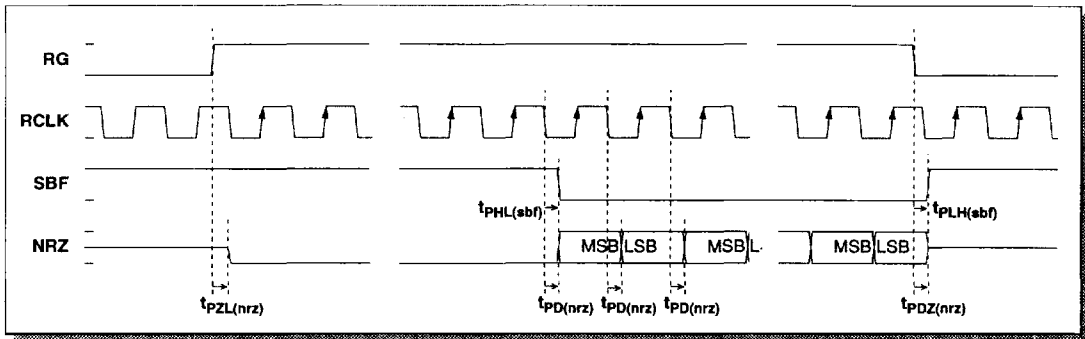 RG
RCLK
SBF
tPHL(sbf) tPLH(sbf)
NRZ MSB LSB MSB L MSB LSB
tPZL(nrz) tPD(nrz) tPD(nrz) tPD(nrz) tPDZ(nrz)